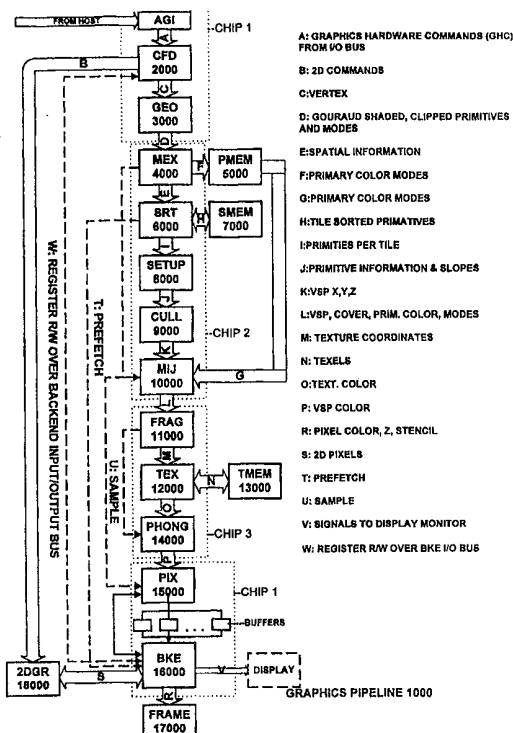 FROM HOST
AGI
CHIP 1
A
B
CFD
2000
C
GEO
3000
D
MEX
4000
F
PMEM
5000
E
SRT
6000
H
SMEM
7000
I
SETUP
8000
J
CULL
9000
CHIP 2
K
MIJ
10000
G
L
FRAG
11000
M
TEX
12000
N
TMEM
13000
O
PHONG
14000
CHIP 3
P
PIX
15000
CHIP 1
BUFFERS
BKE
16000
V
DISPLAY
2DGR
18000
S
R
FRAME
17000
W: REGISTER R/W OVER BACKEND INPUT/OUTPUT BUS
T: PREFETCH
U: SAMPLE
A: GRAPHICS HARDWARE COMMANDS (GHC)
FROM I/O BUS
B: 2D COMMANDS
C:VERTEX
D: GOURAUD SHADED, CLIPPED PRIMITIVES
AND MODES
E:SPATIAL INFORMATION
F:PRIMARY COLOR MODES
G:PRIMARY COLOR MODES
H:TILE SORTED PRIMATIVES
I:PRIMITIES PER TILE
J:PRIMITIVE INFORMATION & SLOPES
K:VSP X,Y,Z
L:VSP, COVER, PRIM. COLOR, MODES
M: TEXTURE COORDINATES
N: TEXELS
O:TEXT. COLOR
P: VSP COLOR
R: PIXEL COLOR, Z, STENCIL
S: 2D PIXELS
T: PREFETCH
U: SAMPLE
V: SIGNALS TO DISPLAY MONITOR
W: REGISTER R/W OVER BKE I/O BUS
GRAPHICS PIPELINE 1000